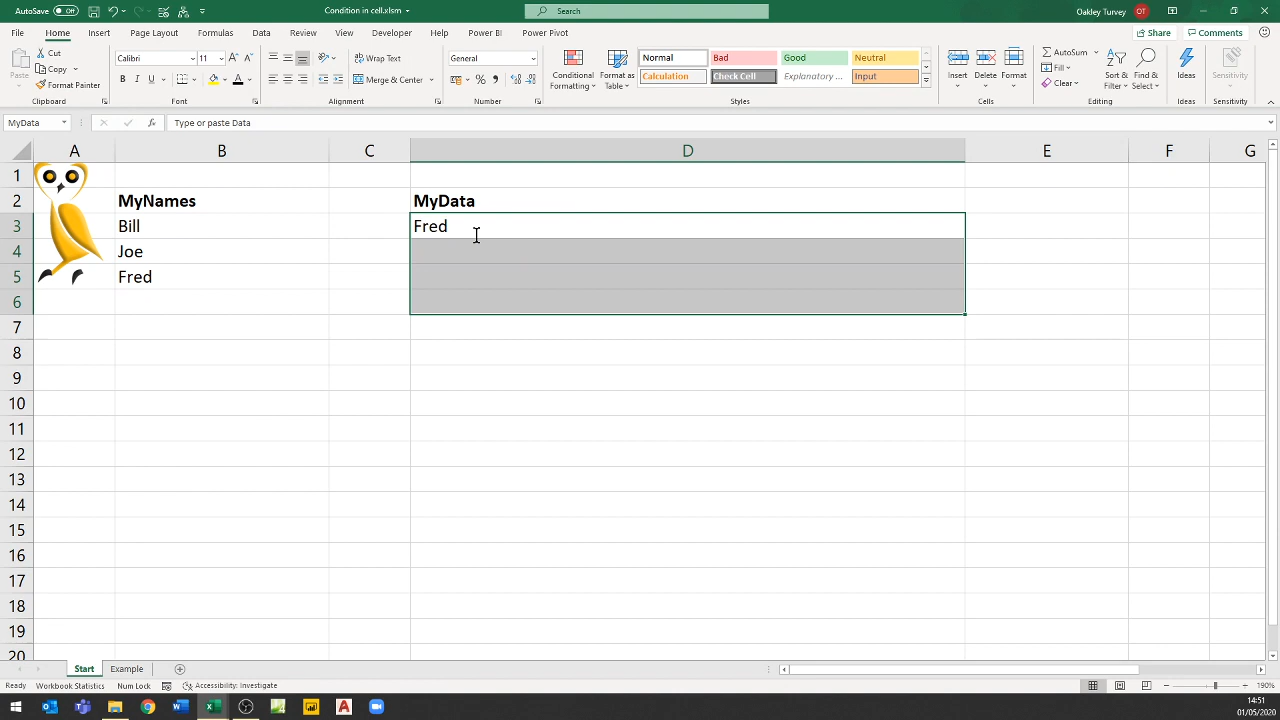 AutoSave Off Condition in cell.xlsm Search Oakley Turvey OT
File Home Insert Page Layout Formulas Data Review View Developer Help Power BI Power Pivot Share Comments
Paste Cut Copy Format Painter Clipboard
Calibri 11 B I U A Font
Wrap Text Merge & Center Alignment
General % Number
Conditional Formatting Format as Table
Normal Bad Good Neutral
Calculation Check Cell Explanatory ... Input
Styles
Insert Delete Format Cells
AutoSum Fill Clear Sort & Filter Find & Select Editing
Ideas Ideas
Sensitivity Sensitivity
MyData fx Type or paste Data
A B C D E F G
1
2 MyNames MyData
3 Bill Fred
4 Joe
5 Fred
6
7
8
9
10
11
12
13
14
15
16
17
18
19
20
Start Example
Ready Workbook Statistics Num Lock Accessibility: Investigate 190%
14:51
01/05/2020